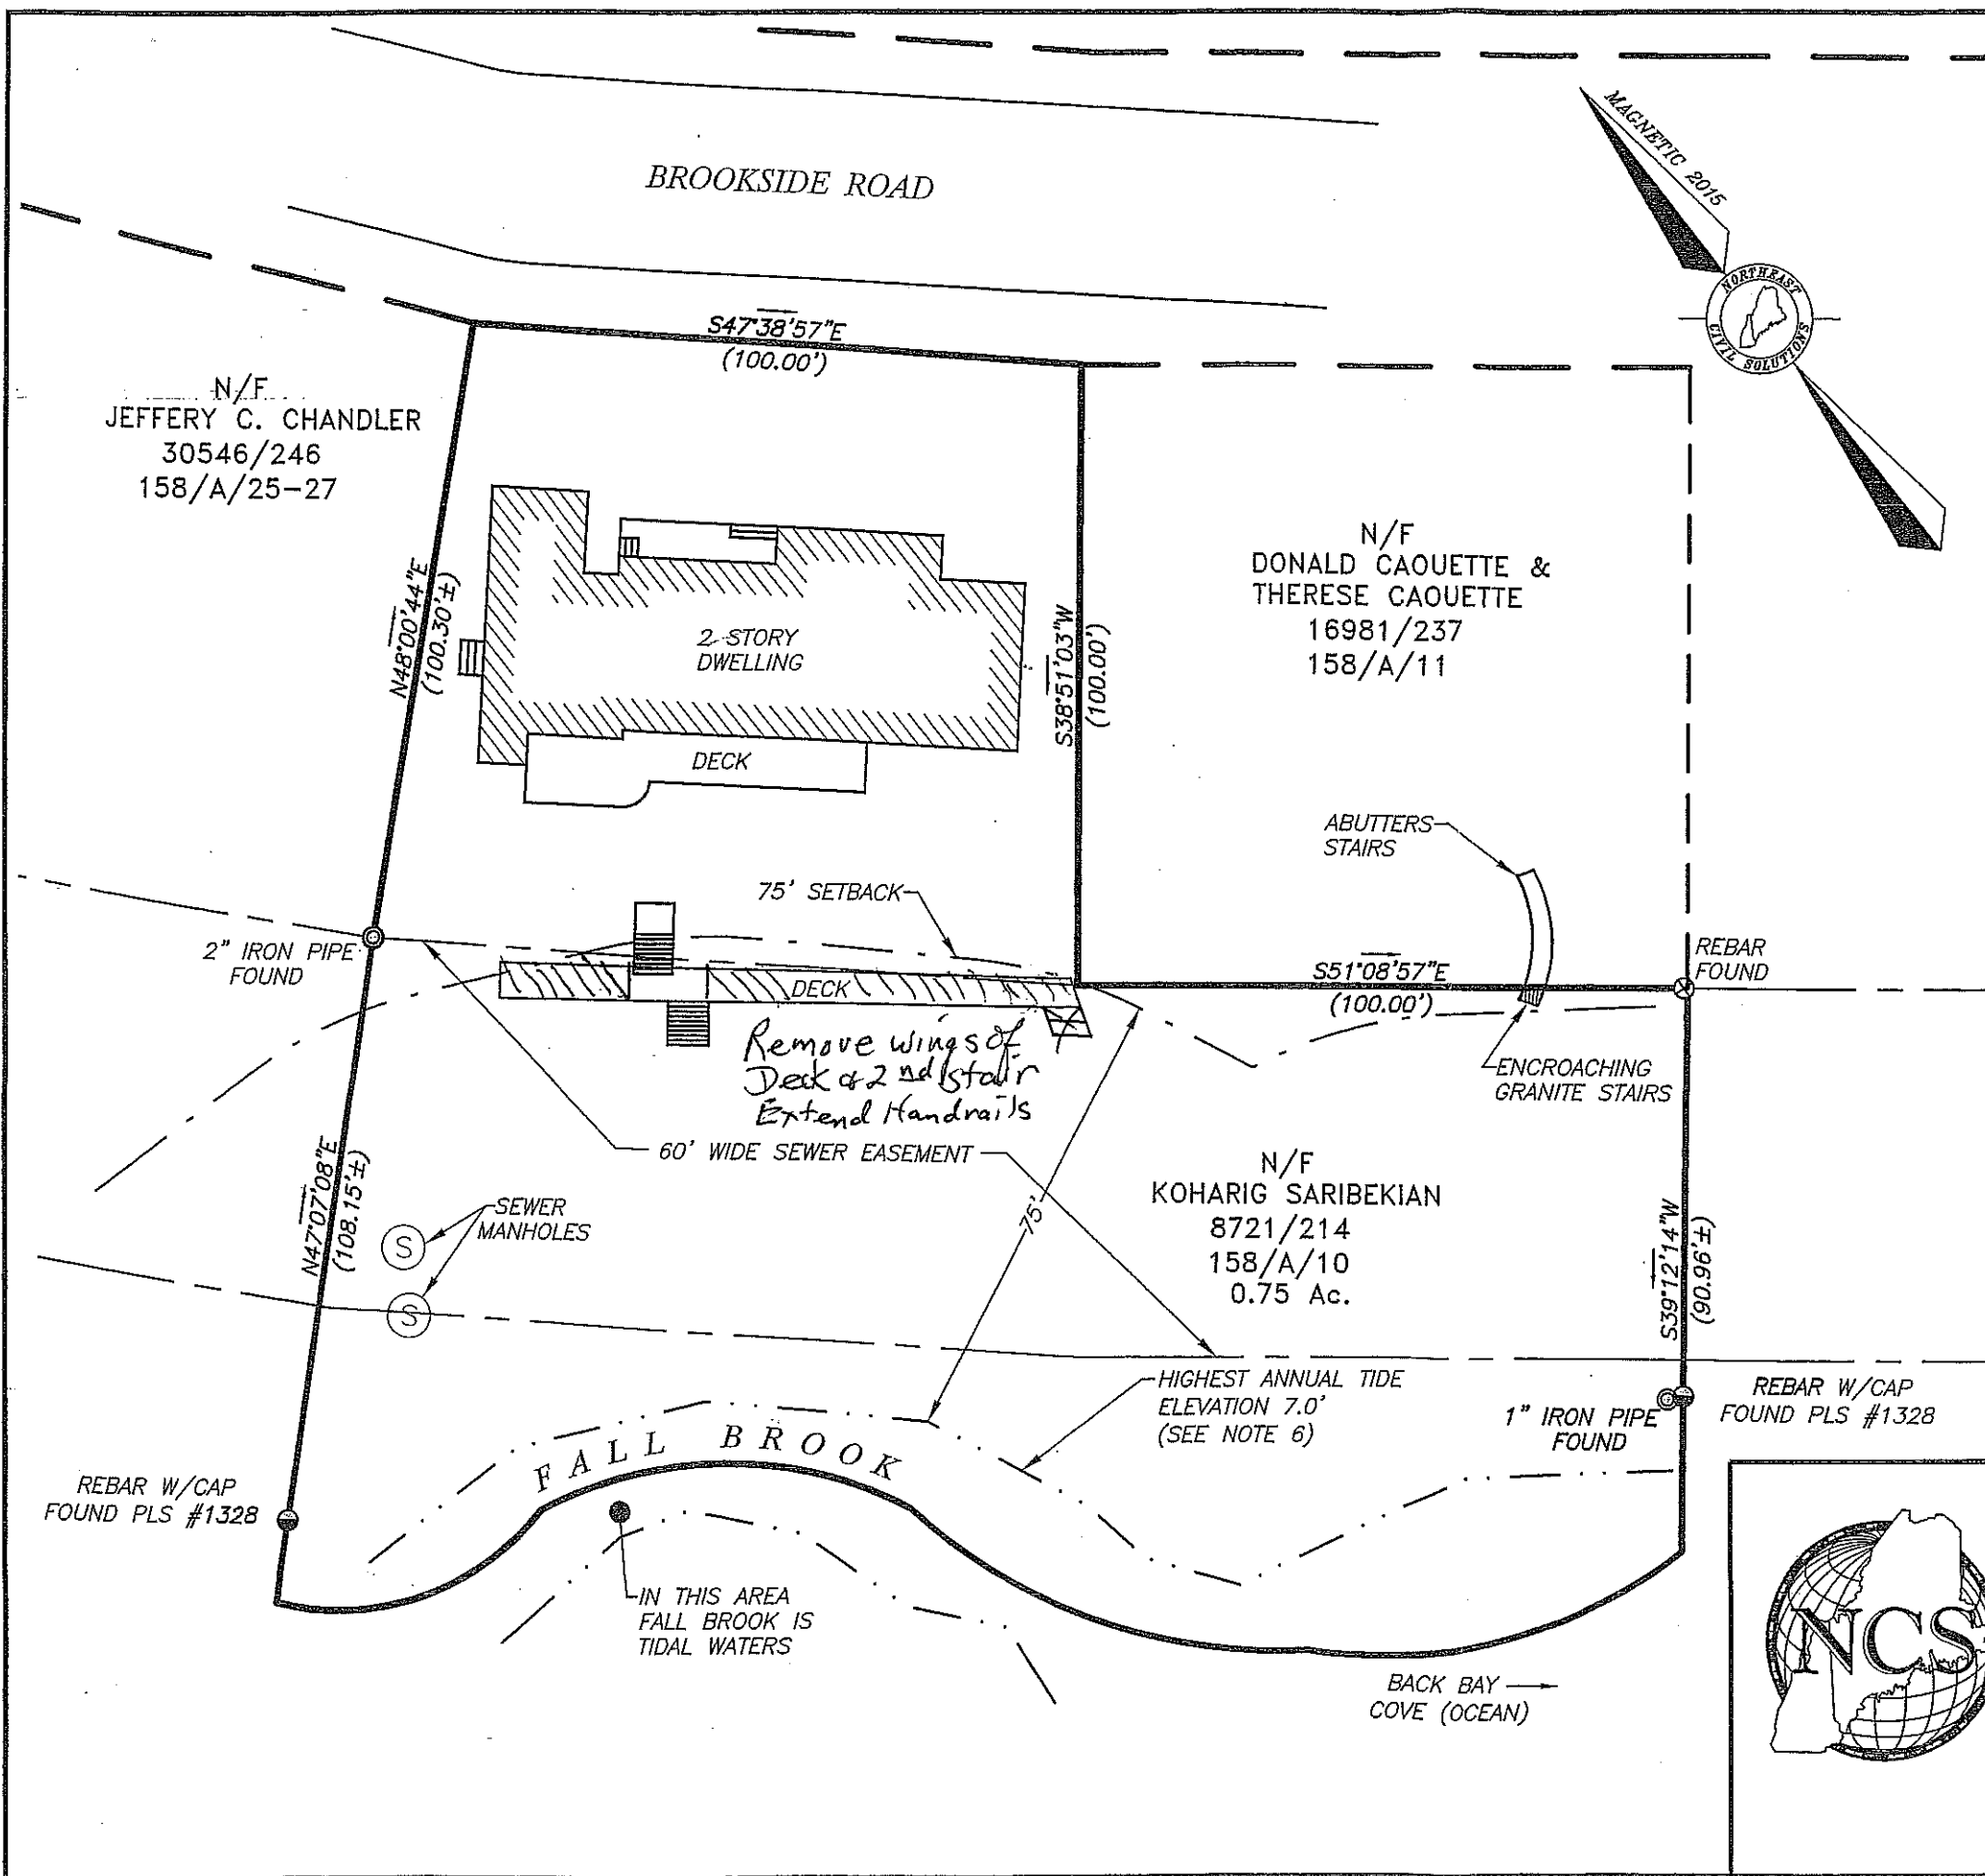 MAGNETIC 2015
BROOKSIDE ROAD
NORTHEAST
CIVIL SOLUTIONS
S47°38'57"E
(100.00')
N/F
JEFFERY C. CHANDLER
30546/246
158/A/25-27
N48°00'44"E
(100.30'±)
2-STORY
DWELLING
DECK
S38°51'03"W
(100.00')
N/F
DONALD CAOUETTE &
THERESE CAOUETTE
16981/237
158/A/11
ABUTTERS
STAIRS
75' SETBACK
2" IRON PIPE
FOUND
DECK
S51°08'57"E
(100.00')
REBAR
FOUND
Remove wings of
Deck & 2nd stair
Extend Handrails
ENCROACHING
GRANITE STAIRS
60' WIDE SEWER EASEMENT
N47°07'08"E
(108.15'±)
SEWER
MANHOLES
S
S
75'
N/F
KOHARIG SARIBEKIAN
8721/214
158/A/10
0.75 Ac.
S39°12'14"W
(90.96'±)
HIGHEST ANNUAL TIDE
ELEVATION 7.0'
(SEE NOTE 6)
1" IRON PIPE
FOUND
REBAR W/CAP
FOUND PLS #1328
FALL BROOK
REBAR W/CAP
FOUND PLS #1328
IN THIS AREA
FALL BROOK IS
TIDAL WATERS
BACK BAY
COVE (OCEAN)
NCS